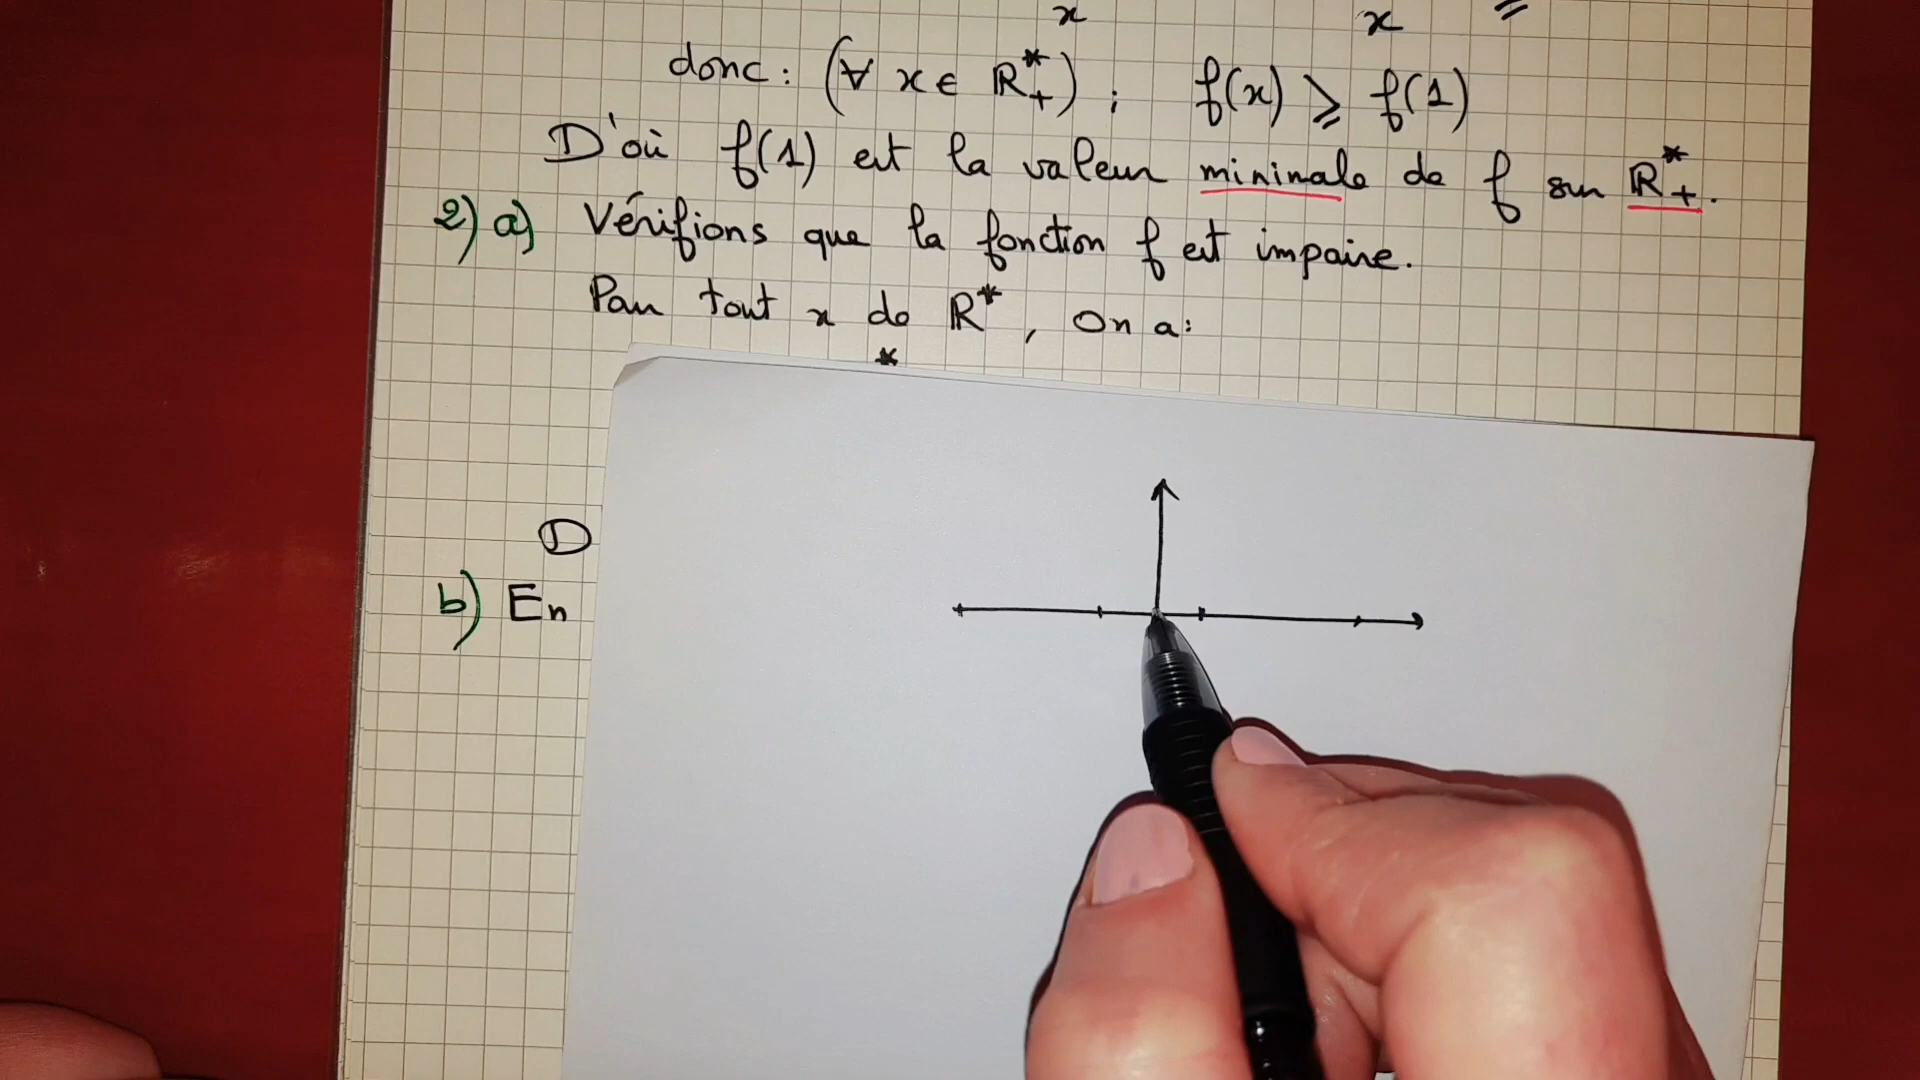 x x =
donc : (∀ x ∈ ℝ*₊) ; f(x) ⩾ f(1)
D'où f(1) est la valeur minimale de f sur ℝ*₊.
2) a) Vérifions que la fonction f est impaire.
Pour tout x de ℝ*, On a :
*
D
b) En